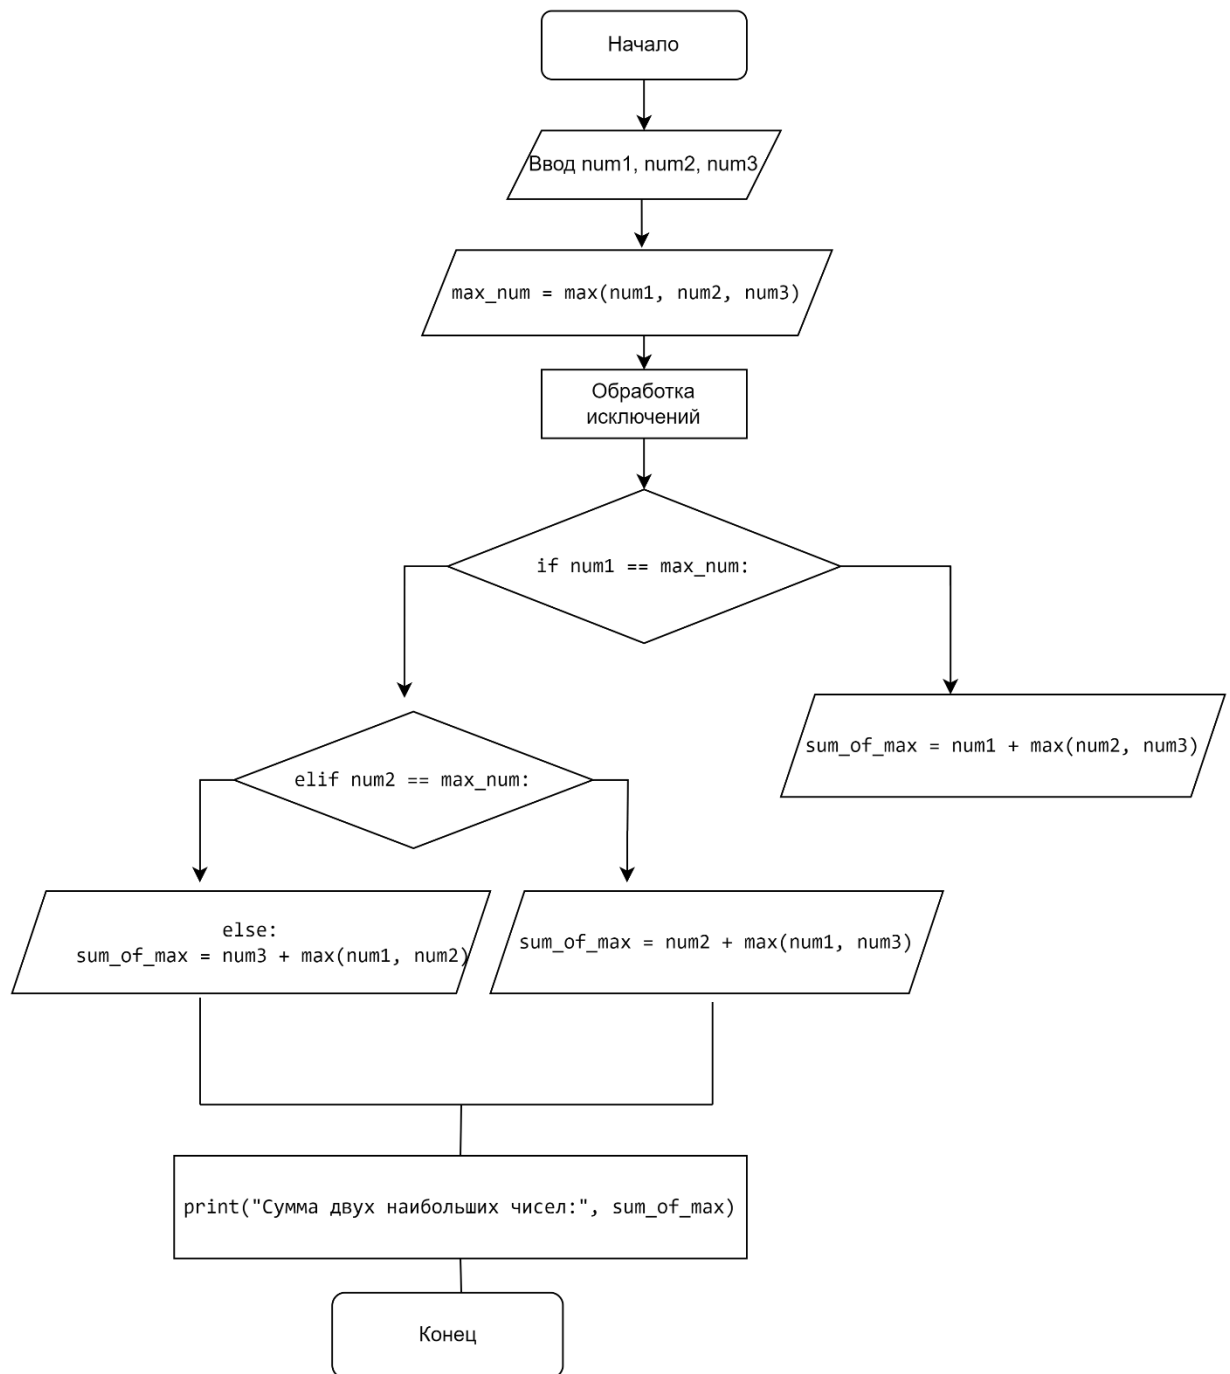 Начало
Ввод num1, num2, num3
max_num = max(num1, num2, num3)
Обработка
исключений
if num1 == max_num:
sum_of_max = num1 + max(num2, num3)
elif num2 == max_num:
else:
sum_of_max = num3 + max(num1, num2)
sum_of_max = num2 + max(num1, num3)
print("Сумма двух наибольших чисел:", sum_of_max)
Конец